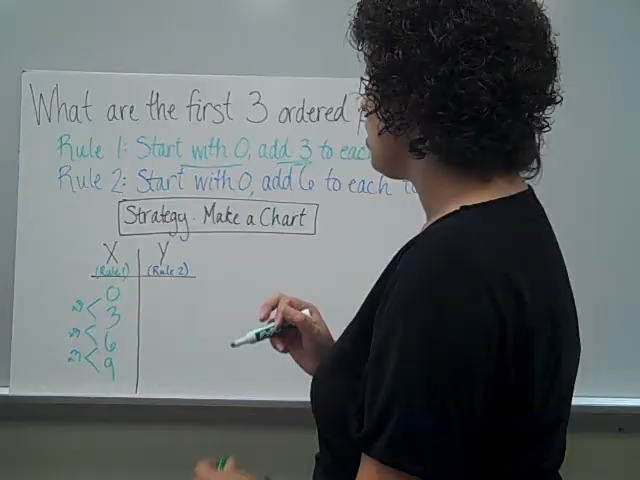 What are the first 3 ordered
Rule 1: Start with 0, add 3 to each
Rule 2: Start with 0, add 6 to each
Strategy. Make a Chart
X Y
(Rule 1) (Rule 2)
0
3
6
9